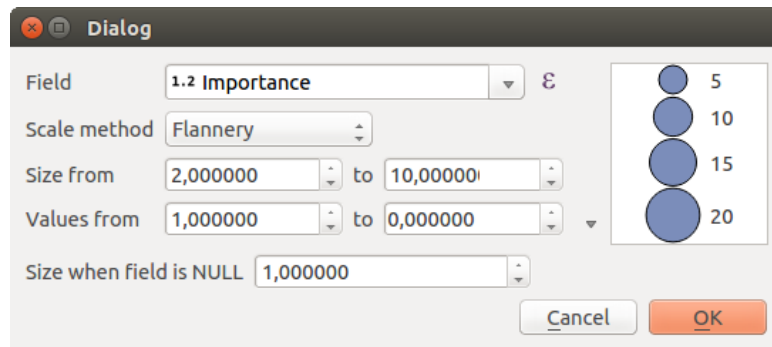 Dialog
Field 1.2 Importance ε
Scale method Flannery
Size from 2,000000 to 10,00000
Values from 1,000000 to 0,000000
Size when field is NULL 1,000000
5
10
15
20
Cancel OK